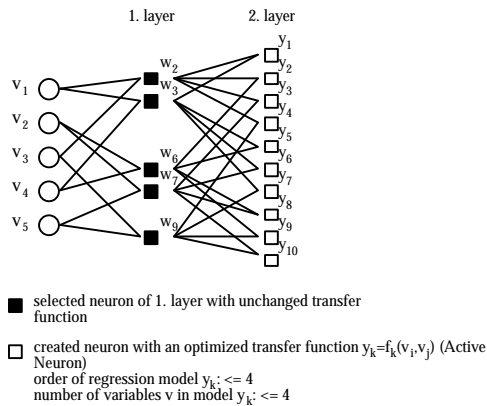 1. layer
2. layer
v1
v2
v3
v4
v5
w2
w3
w6
w7
w9
y1
y2
y3
y4
y5
y6
y7
y8
y9
y10
selected neuron of 1. layer with unchanged transfer
function
created neuron with an optimized transfer function yk=fk(vi,vj) (Active
Neuron)
order of regression model yk: <= 4
number of variables v in model yk: <= 4